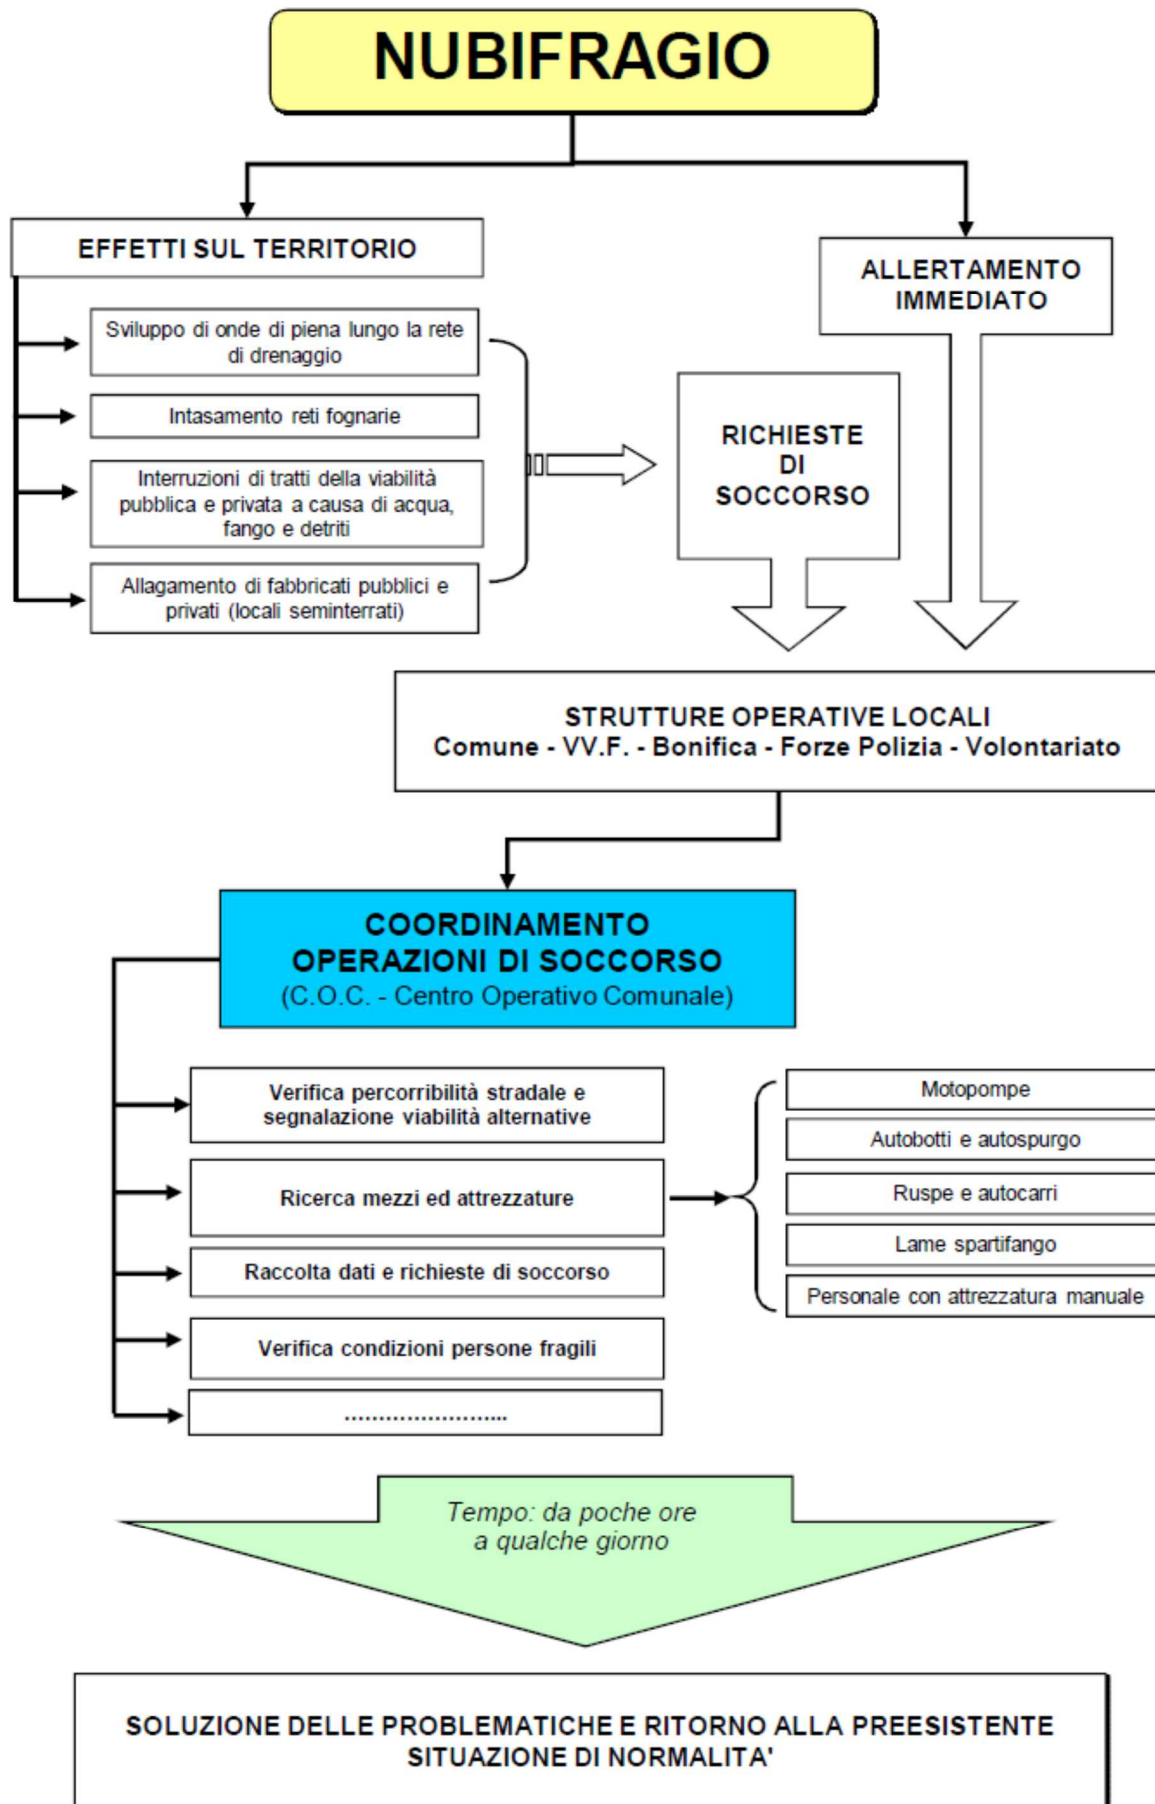 NUBIFRAGIO
EFFETTI SUL TERRITORIO
ALLERTAMENTO
IMMEDIATO
Sviluppo di onde di piena lungo la rete
di drenaggio
Intasamento reti fognarie
Interruzioni di tratti della viabilità
pubblica e privata a causa di acqua,
fango e detriti
Allagamento di fabbricati pubblici e
privati (locali seminterrati)
RICHIESTE
DI
SOCCORSO
STRUTTURE OPERATIVE LOCALI
Comune - VV.F. - Bonifica - Forze Polizia - Volontariato
COORDINAMENTO
OPERAZIONI DI SOCCORSO
(C.O.C. - Centro Operativo Comunale)
Verifica percorribilità stradale e
segnalazione viabilità alternative
Ricerca mezzi ed attrezzature
Raccolta dati e richieste di soccorso
Verifica condizioni persone fragili
........................
Motopompe
Autobotti e autospurgo
Ruspe e autocarri
Lame spartifango
Personale con attrezzatura manuale
Tempo: da poche ore
a qualche giorno
SOLUZIONE DELLE PROBLEMATICHE E RITORNO ALLA PREESISTENTE
SITUAZIONE DI NORMALITA'